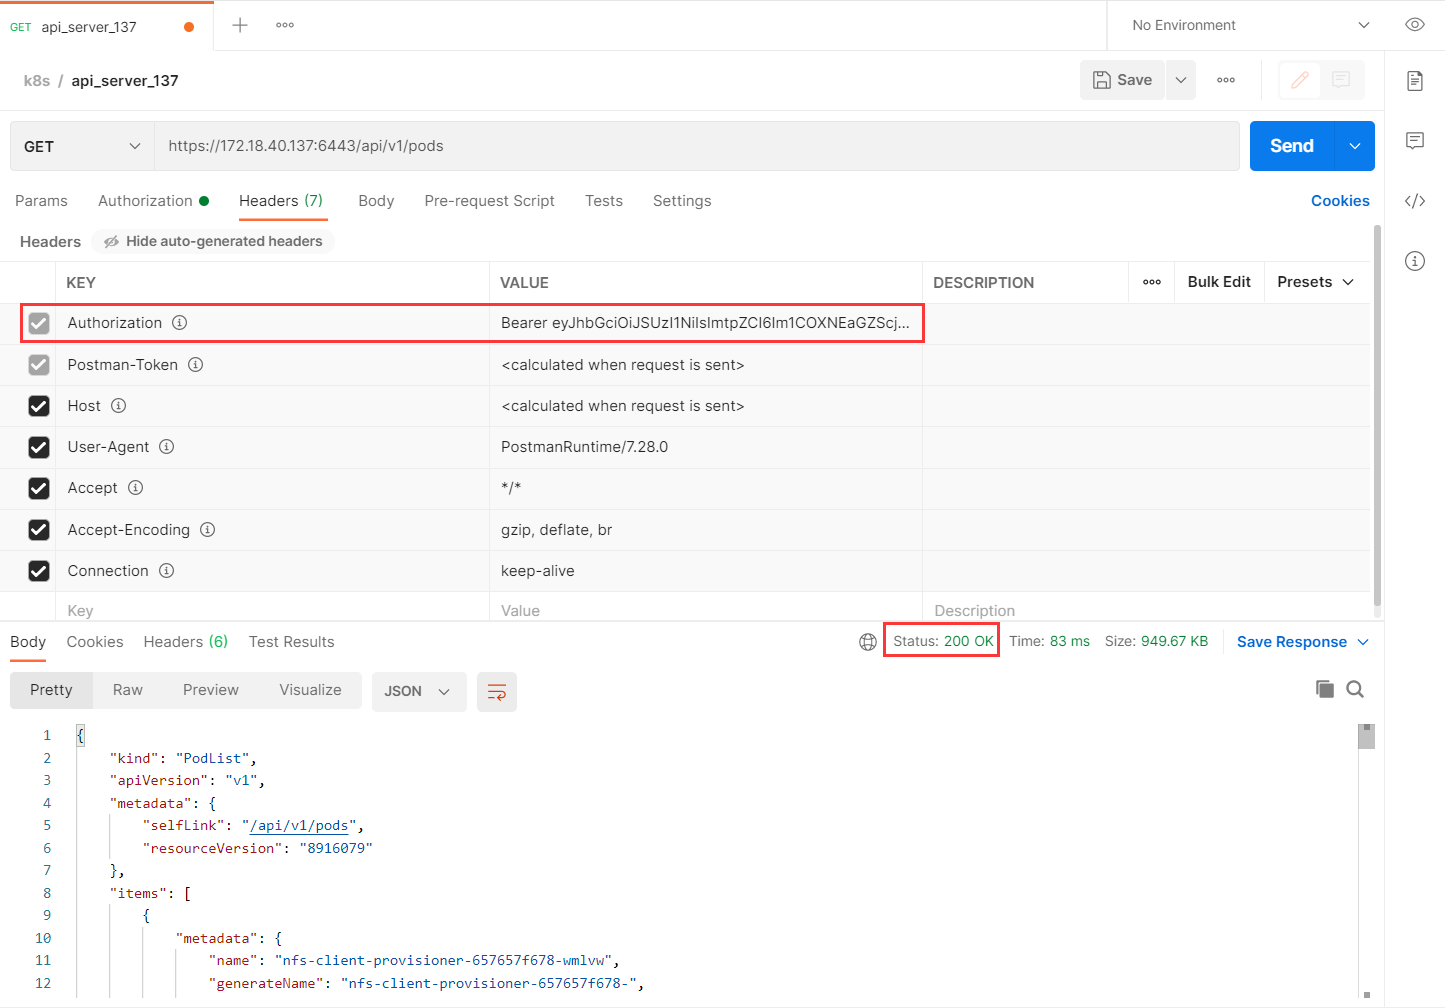 GET api_server_137
No Environment
k8s / api_server_137
Save
GET https://172.18.40.137:6443/api/v1/pods Send
Params Authorization Headers (7) Body Pre-request Script Tests Settings Cookies
Headers Hide auto-generated headers
KEY VALUE DESCRIPTION Bulk Edit Presets
Authorization Bearer eyJhbGciOiJSUzI1NiIsImtpZCI6Im1COXNEaGZScj...
Postman-Token <calculated when request is sent>
Host <calculated when request is sent>
User-Agent PostmanRuntime/7.28.0
Accept */*
Accept-Encoding gzip, deflate, br
Connection keep-alive
Key Value Description
Body Cookies Headers (6) Test Results Status: 200 OK Time: 83 ms Size: 949.67 KB Save Response
Pretty Raw Preview Visualize JSON
1 {
2 "kind": "PodList",
3 "apiVersion": "v1",
4 "metadata": {
5 "selfLink": "/api/v1/pods",
6 "resourceVersion": "8916079"
7 },
8 "items": [
9 {
10 "metadata": {
11 "name": "nfs-client-provisioner-657657f678-wmlvw",
12 "generateName": "nfs-client-provisioner-657657f678-",